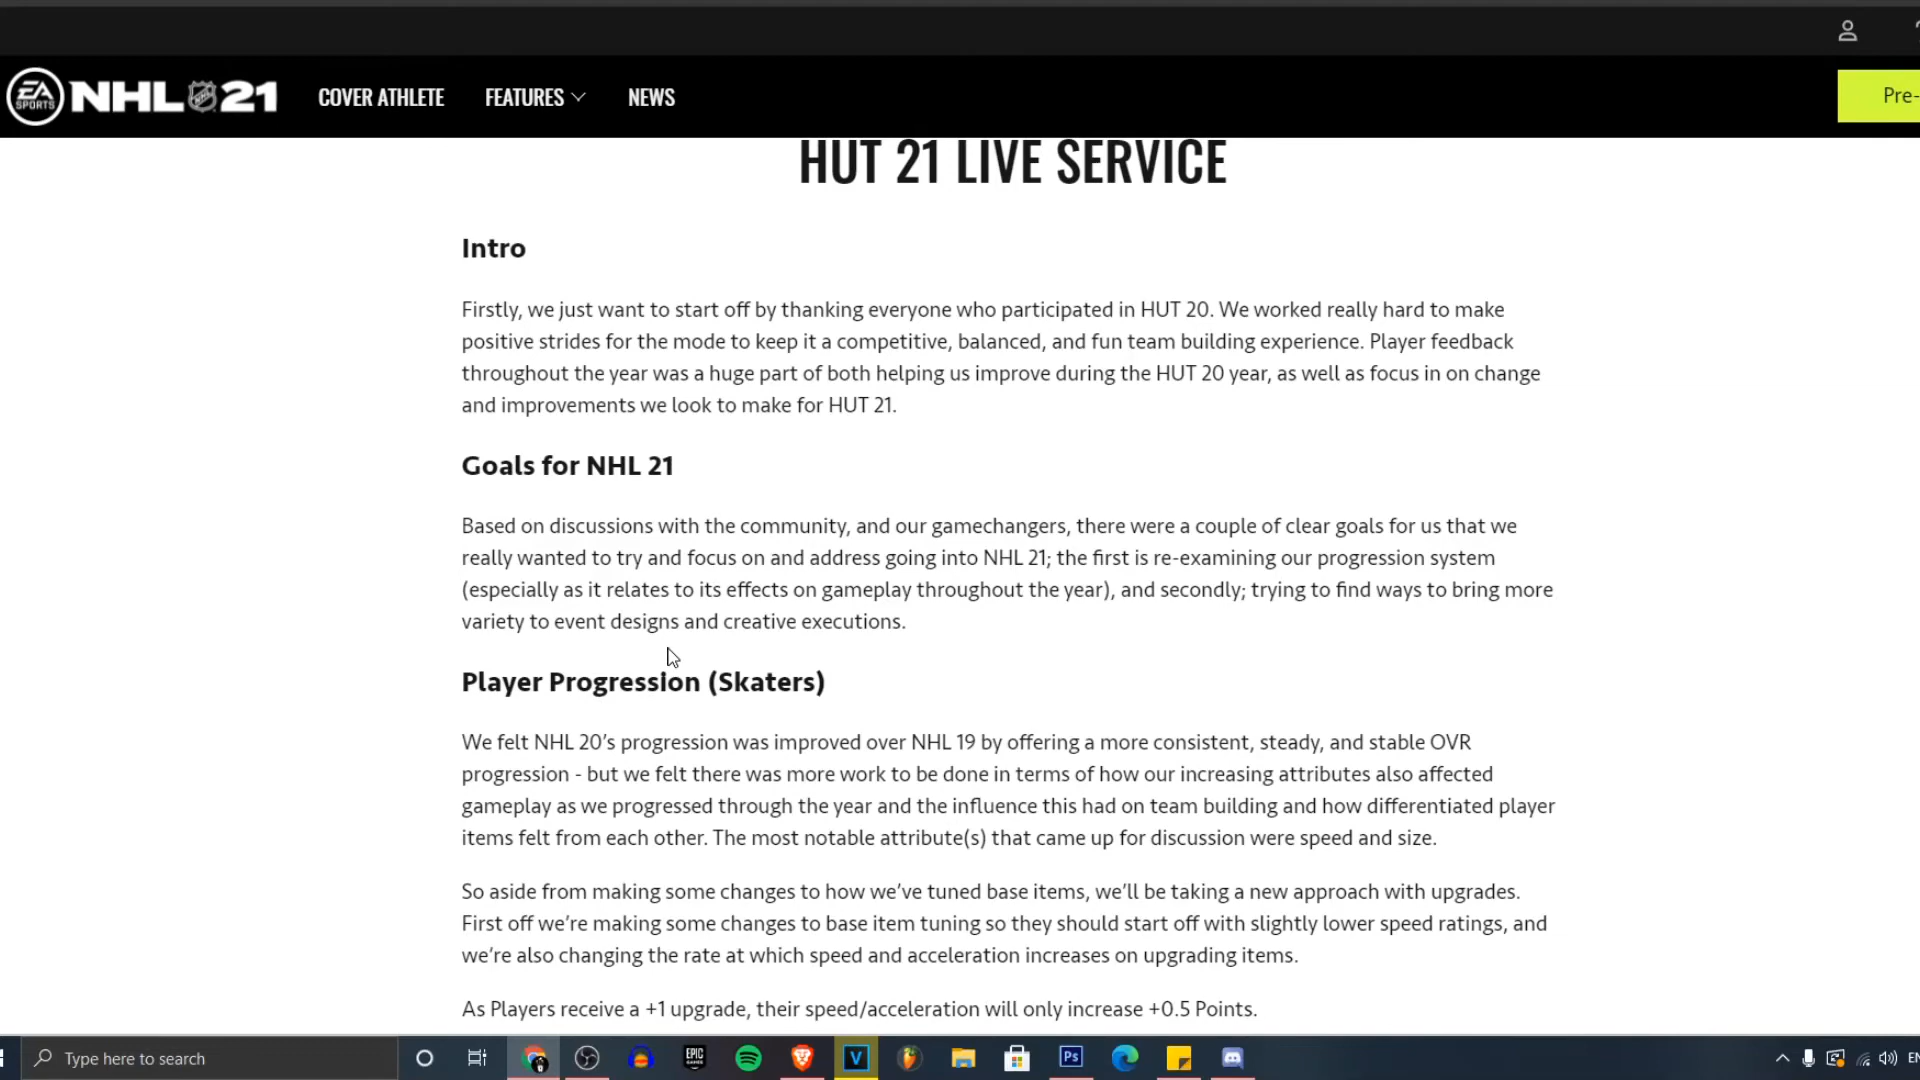 EA SPORTS NHL 21 COVER ATHLETE FEATURES NEWS Pre-
HUT 21 LIVE SERVICE
Intro
Firstly, we just want to start off by thanking everyone who participated in HUT 20. We worked really hard to make
positive strides for the mode to keep it a competitive, balanced, and fun team building experience. Player feedback
throughout the year was a huge part of both helping us improve during the HUT 20 year, as well as focus in on change
and improvements we look to make for HUT 21.
Goals for NHL 21
Based on discussions with the community, and our gamechangers, there were a couple of clear goals for us that we
really wanted to try and focus on and address going into NHL 21; the first is re-examining our progression system
(especially as it relates to its effects on gameplay throughout the year), and secondly; trying to find ways to bring more
variety to event designs and creative executions.
Player Progression (Skaters)
We felt NHL 20’s progression was improved over NHL 19 by offering a more consistent, steady, and stable OVR
progression - but we felt there was more work to be done in terms of how our increasing attributes also affected
gameplay as we progressed through the year and the influence this had on team building and how differentiated player
items felt from each other. The most notable attribute(s) that came up for discussion were speed and size.
So aside from making some changes to how we’ve tuned base items, we’ll be taking a new approach with upgrades.
First off we’re making some changes to base item tuning so they should start off with slightly lower speed ratings, and
we’re also changing the rate at which speed and acceleration increases on upgrading items.
As Players receive a +1 upgrade, their speed/acceleration will only increase +0.5 Points.
Type here to search EPIC GAMES V Ps EN